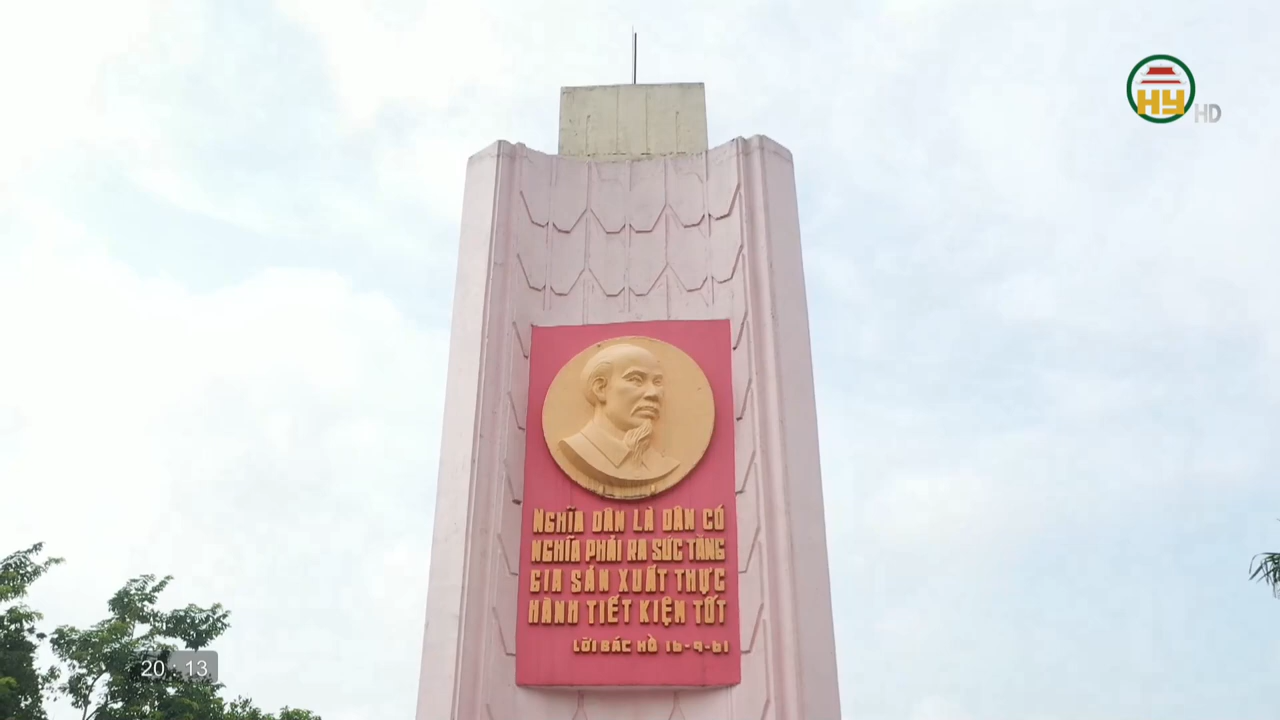 HY HD
NGHĨA DÂN LÀ DÂN CÓ
NGHĨA PHẢI RA SỨC TĂNG
GIA SẢN XUẤT THỰC
HÀNH TIẾT KIỆM TỐT
LỜI BÁC HỒ 16-9-61
20 13